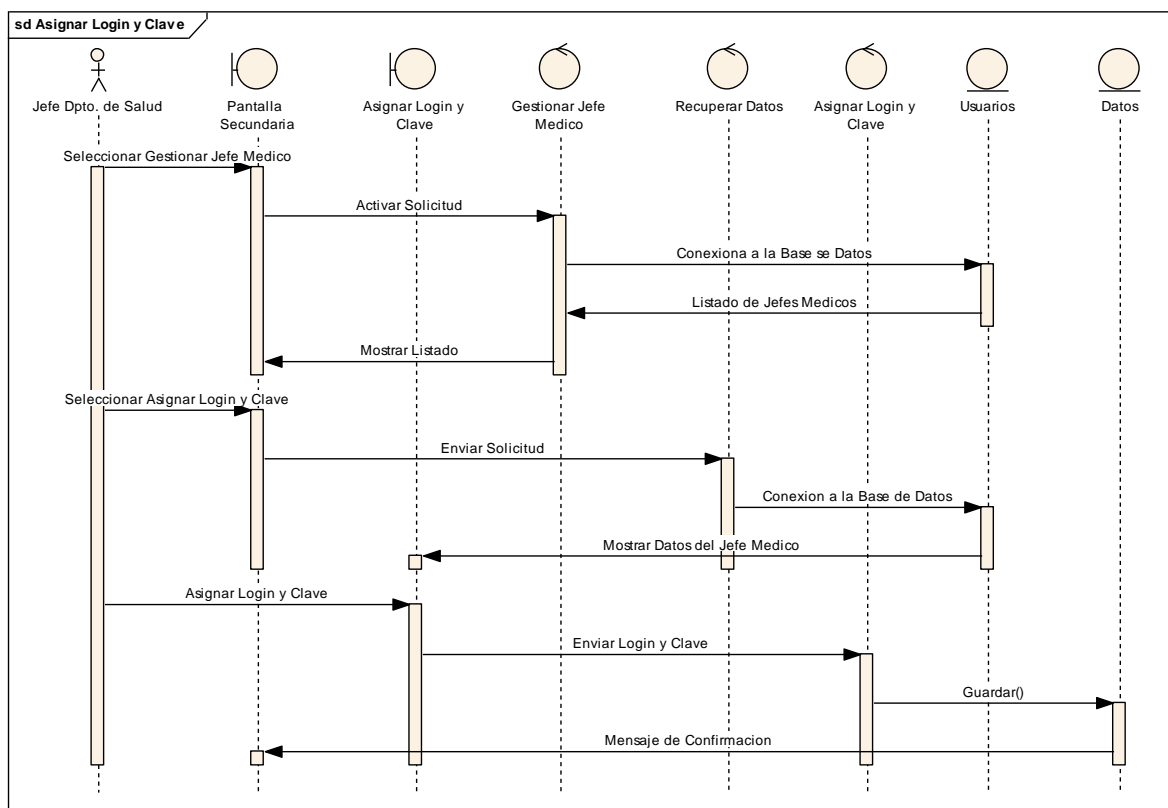 sd Asignar Login y Clave
Jefe Dpto. de Salud
Pantalla
Secundaria
Asignar Login y
Clave
Gestionar Jefe
Medico
Recuperar Datos
Asignar Login y
Clave
Usuarios
Datos
Seleccionar Gestionar Jefe Medico
Activar Solicitud
Conexiona a la Base se Datos
Listado de Jefes Medicos
Mostrar Listado
Seleccionar Asignar Login y Clave
Enviar Solicitud
Conexion a la Base de Datos
Mostrar Datos del Jefe Medico
Asignar Login y Clave
Enviar Login y Clave
Guardar()
Mensaje de Confirmacion